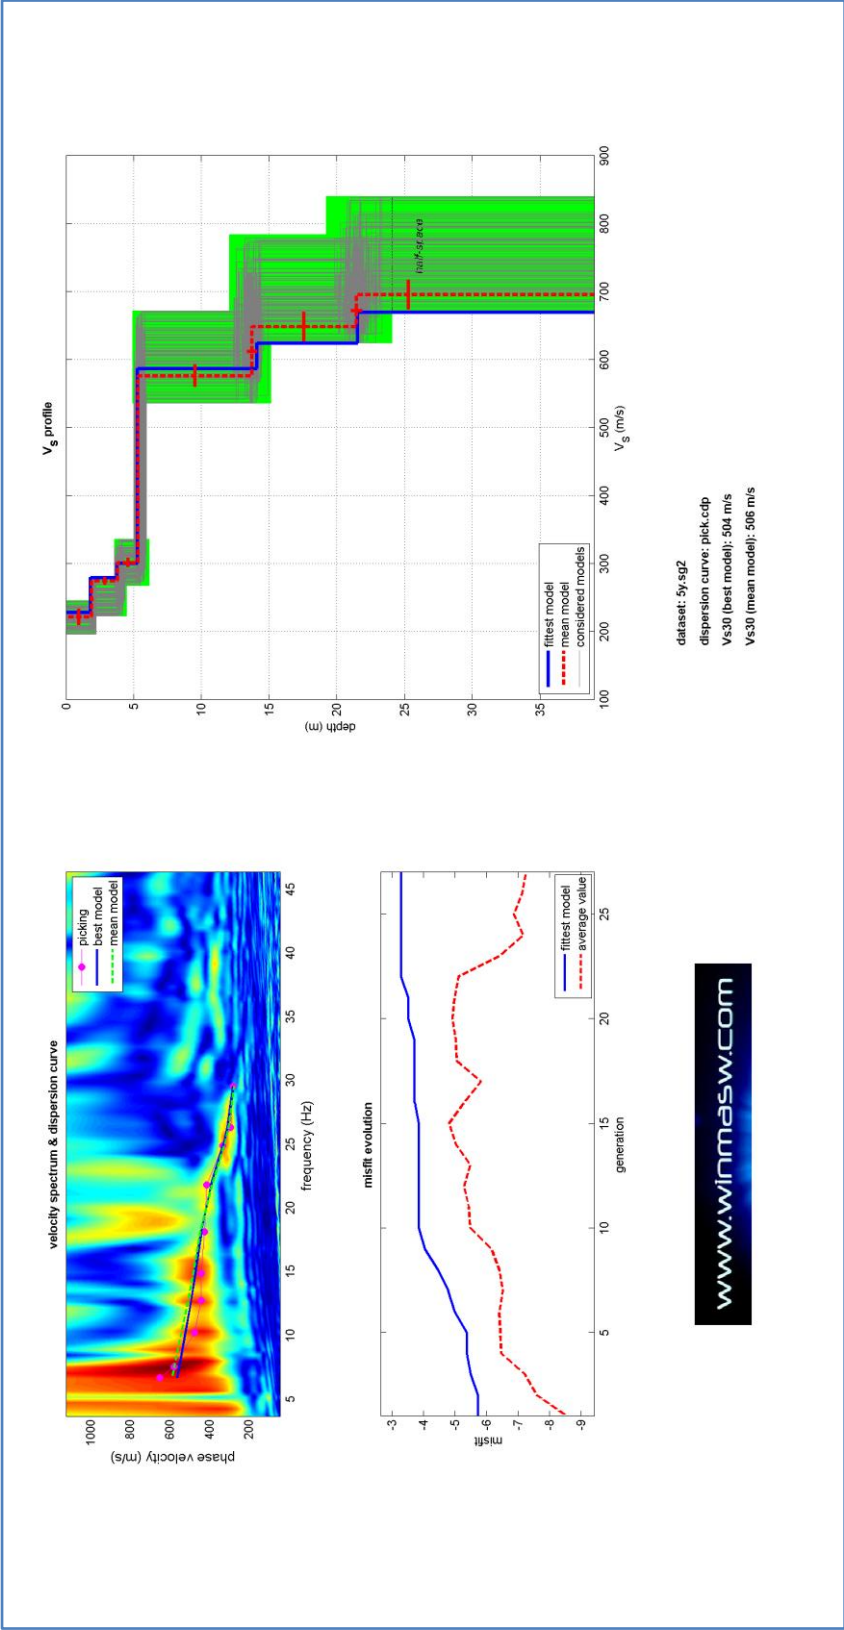 velocity spectrum & dispersion curve
picking
best model
mean model
1000
800
600
400
200
phase velocity (m/s)
5
10
15
20
25
30
35
40
45
frequency (Hz)
misfit evolution
fittest model
average value
-3
-4
-5
-6
-7
-8
-9
misfit
5
10
15
20
25
generation
www.winmasw.com
VS profile
0
5
10
15
20
25
30
35
depth (m)
100
200
300
400
500
600
700
800
900
VS (m/s)
half-space
fittest model
mean model
considered models
dataset: 5y.sg2
dispersion curve: pick.cdp
Vs30 (best model): 504 m/s
Vs30 (mean model): 506 m/s